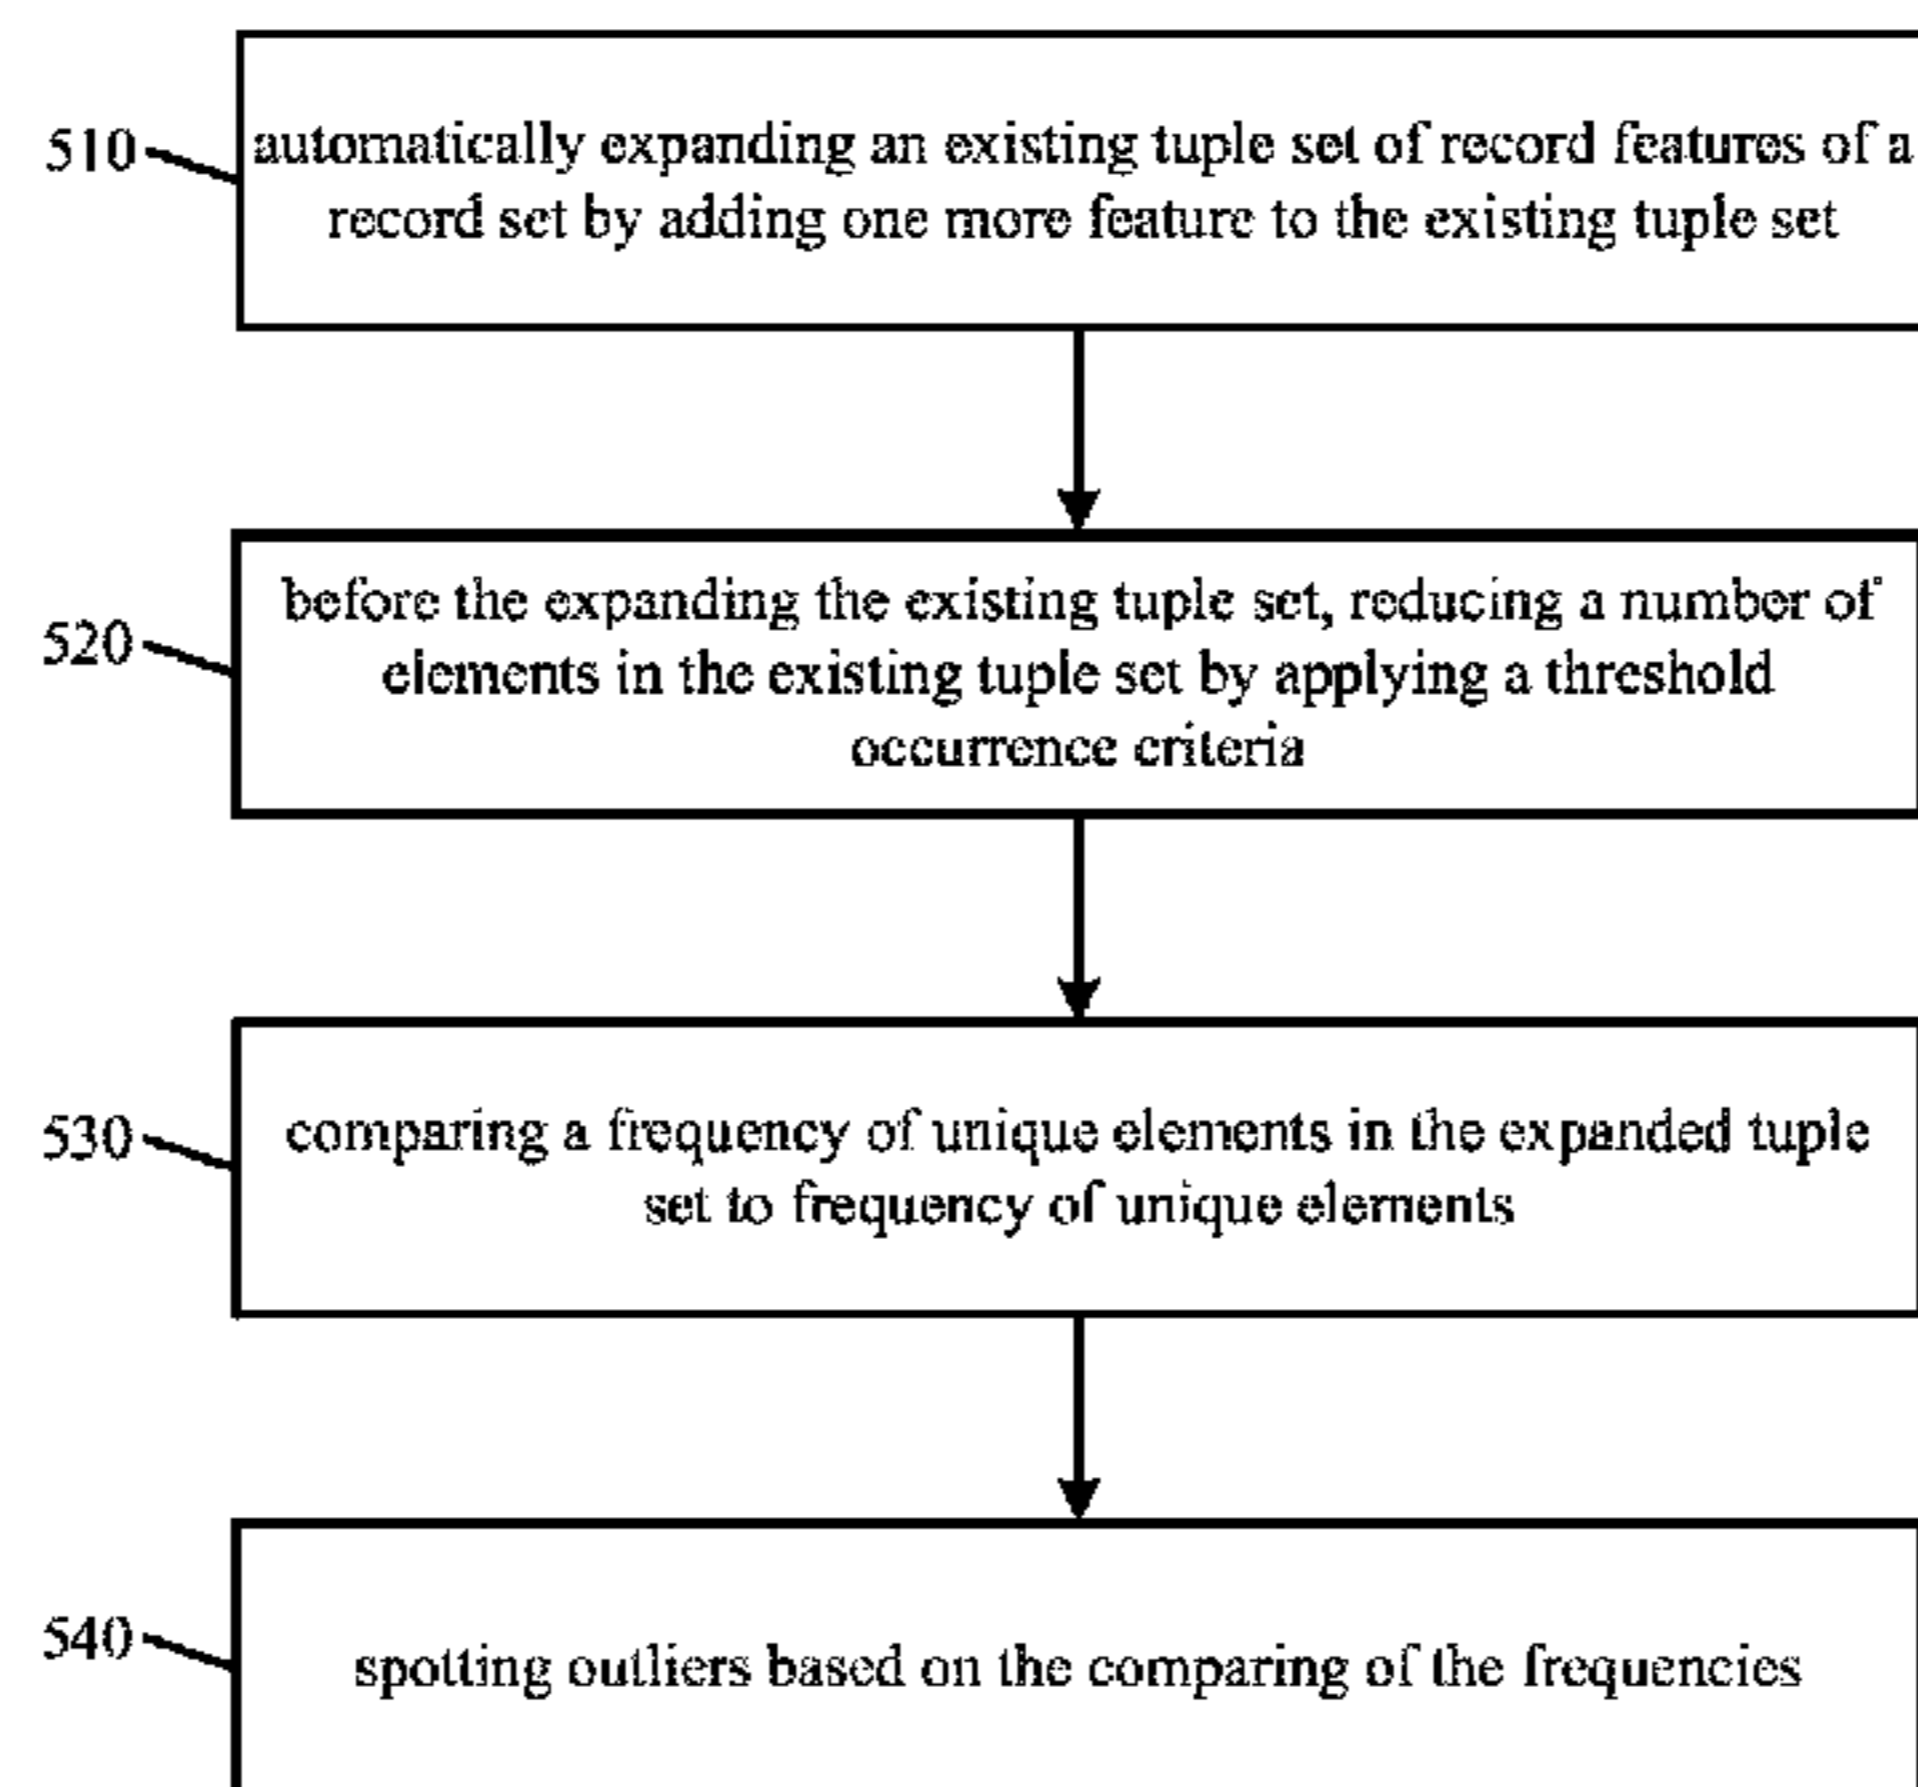 510
automatically expanding an existing tuple set of record features of a
record set by adding one more feature to the existing tuple set
520
before the expanding the existing tuple set, reducing a number of
elements in the existing tuple set by applying a threshold
occurrence criteria
530
comparing a frequency of unique elements in the expanded tuple
set to frequency of unique elements
540
spotting outliers based on the comparing of the frequencies